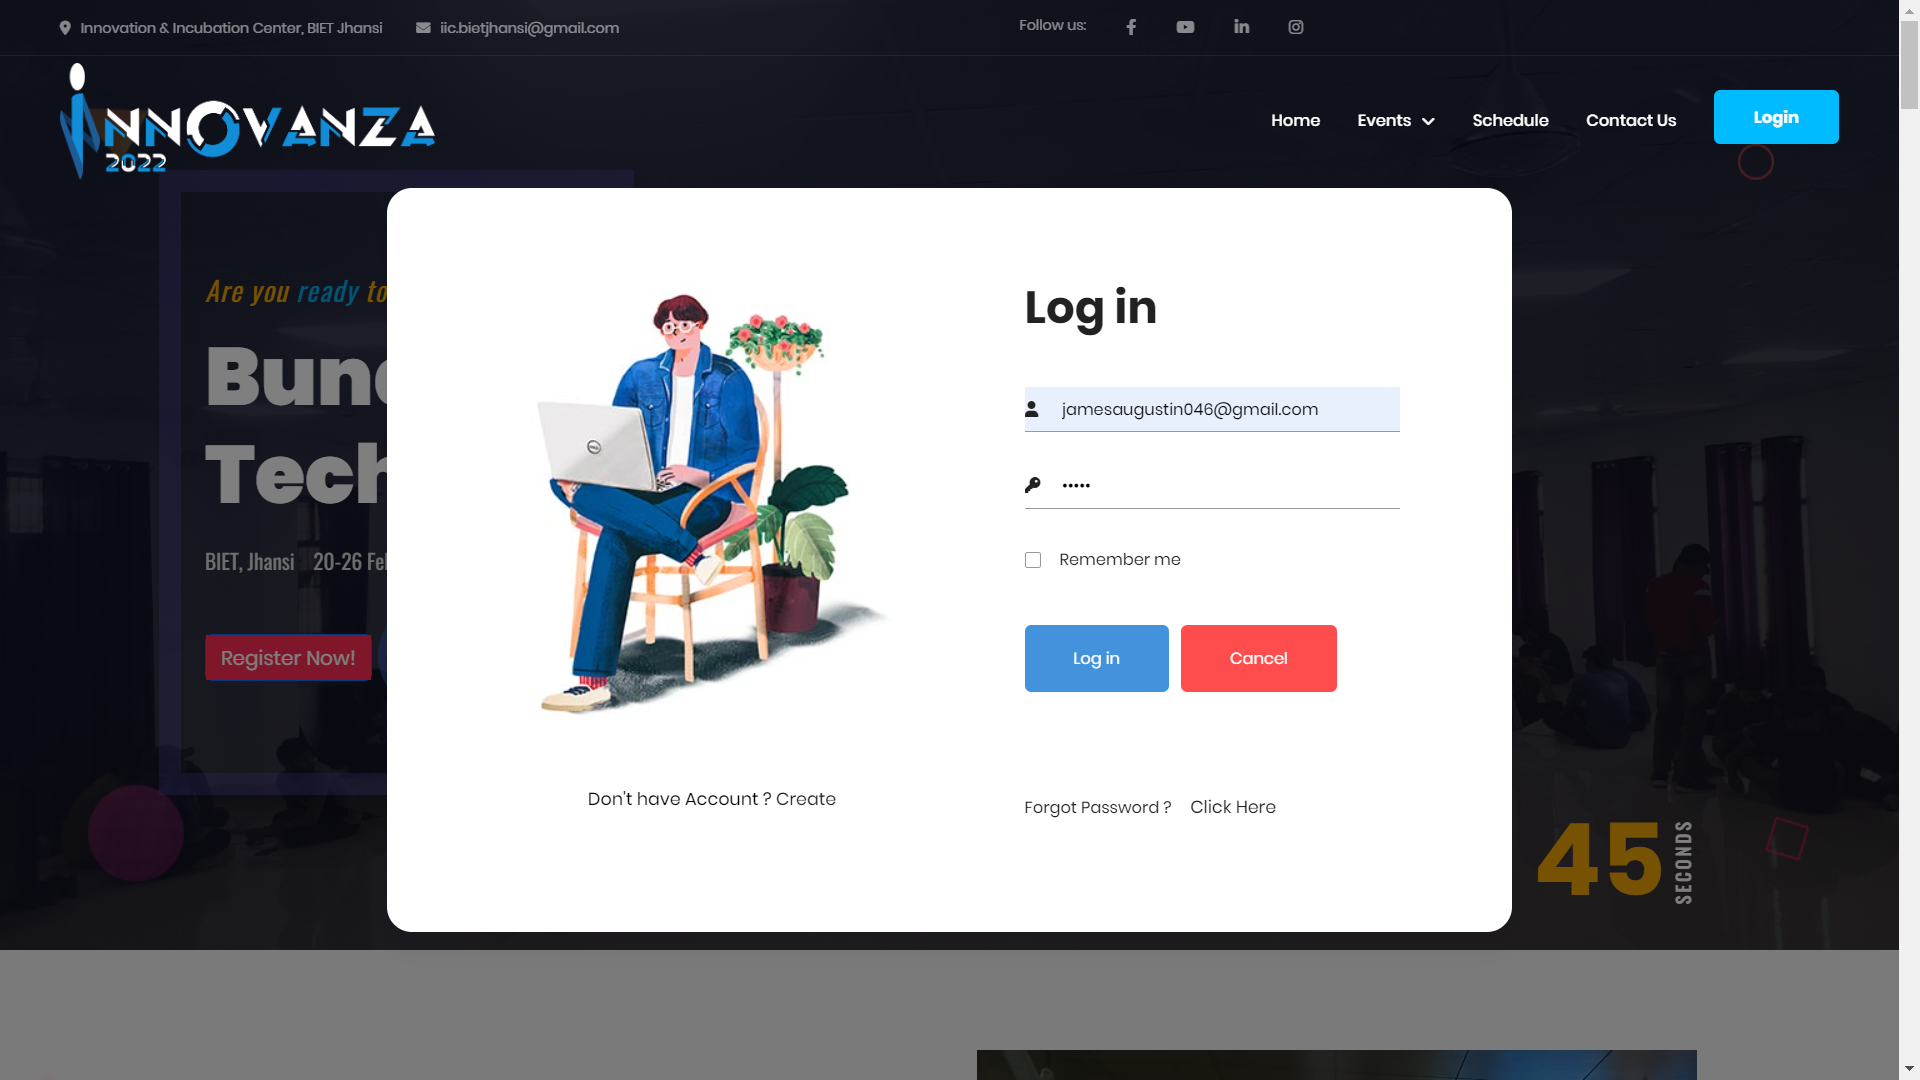 Innovation & Incubation Center, BIET Jhansi
iic.bietjhansi@gmail.com
Follow us:
INNOVANZA
2022
Home
Events
Schedule
Contact Us
Login
Are you ready to
Bund
Tech
BIET, Jhansi 20-26 Feb
Register Now!
Log in
jamesaugustin046@gmail.com
•••••
Remember me
Log in
Cancel
Don't have Account ? Create
Forgot Password ? Click Here
45
SECONDS